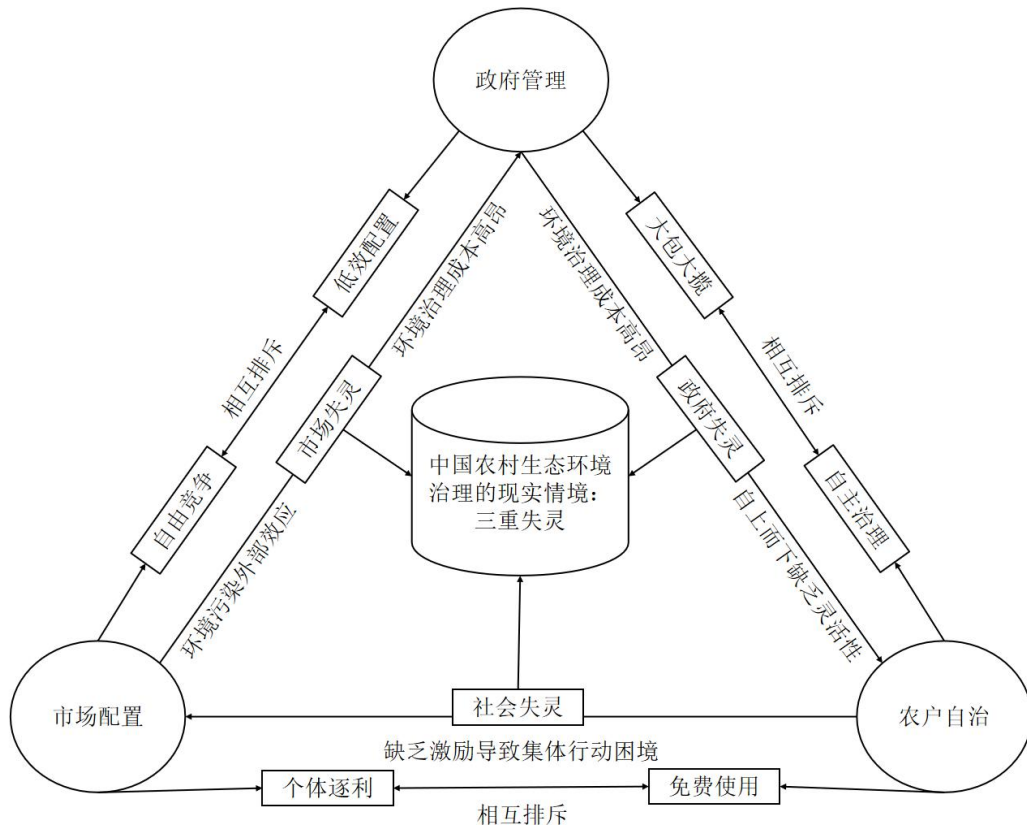 政府管理
低效配置
环境治理成本高昂
环境治理成本高昂
大包大揽
相互排斥
相互排斥
市场失灵
政府失灵
中国农村生态环境
治理的现实情境：
三重失灵
自由竞争
自主治理
环境污染外部效应
自上而下缺乏灵活性
市场配置
社会失灵
农户自治
缺乏激励导致集体行动困境
个体逐利
免费使用
相互排斥